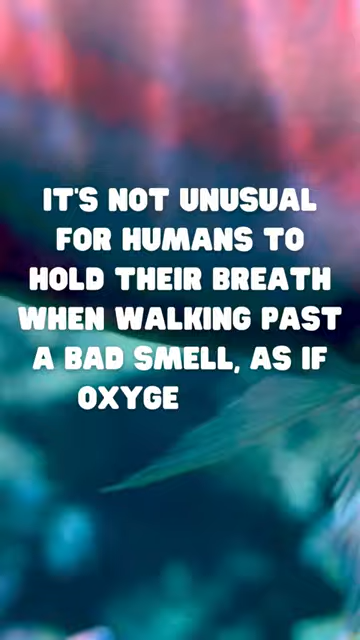 IT'S NOT UNUSUAL
FOR HUMANS TO
HOLD THEIR BREATH
WHEN WALKING PAST
A BAD SMELL, AS IF
OXYGE